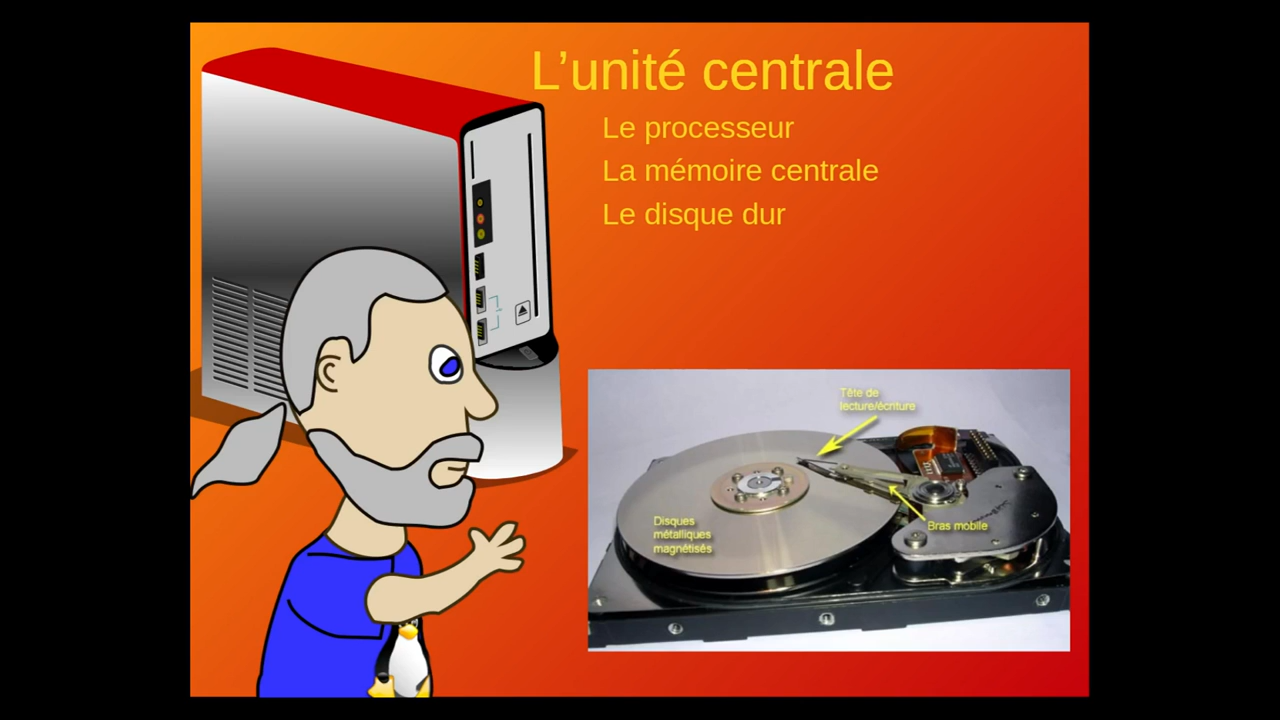 L’unité centrale
Le processeur
La mémoire centrale
Le disque dur
Tête de
lecture/écriture
Disques
métalliques
magnétisés
Bras mobile